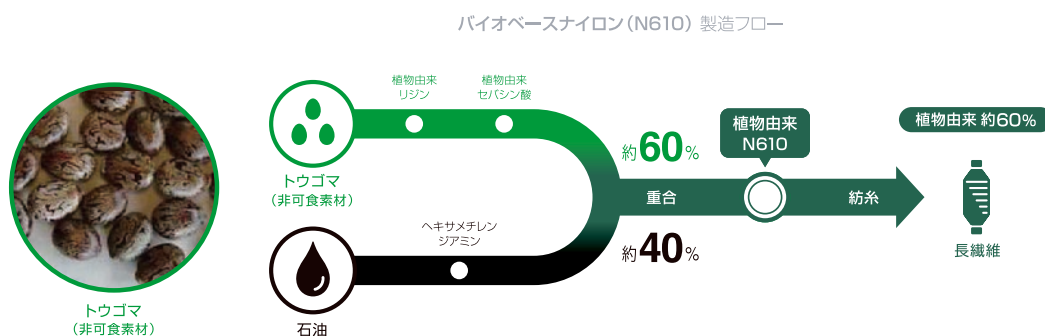 バイオベースナイロン（N610）製造フロー
植物由来
リジン
植物由来
セバシン酸
植物由来 約60%
植物由来
N610
約60%
トウゴマ
（非可食素材）
重合
紡糸
ヘキサメチレン
ジアミン
約40%
長繊維
トウゴマ
（非可食素材）
石油